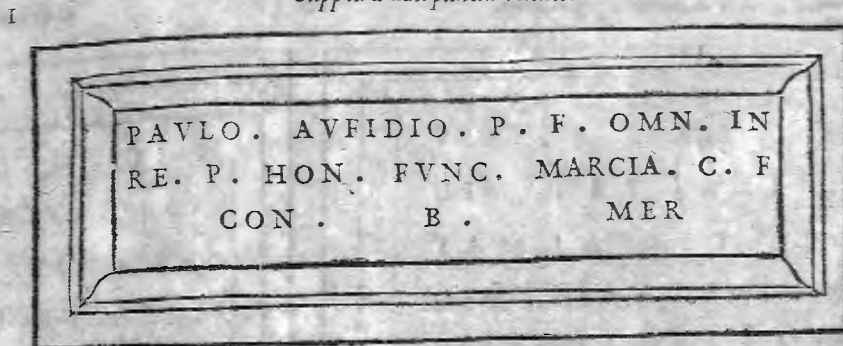 I
PAVLO. AVFIDIO. P. F. OMN. IN
RE. P. HON. FVNC. MARCIA. C. F
CON. B. MER